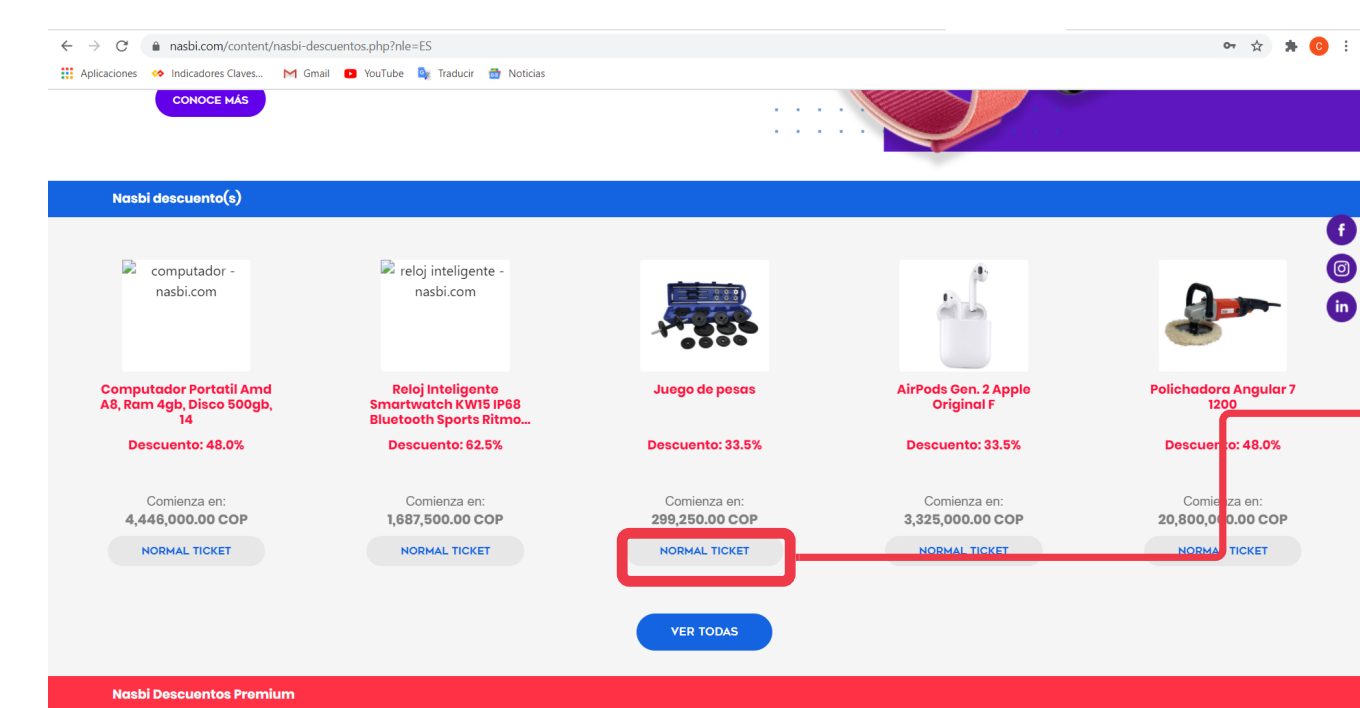 nasbi.com/content/nasbi-descuentos.php?nle=ES
C
Aplicaciones
Indicadores Claves...
Gmail
YouTube
Traducir
Noticias
CONOCE MÁS
Nasbi descuento(s)
computador -
nasbi.com
Computador Portatil Amd
A8, Ram 4gb, Disco 500gb,
14
Descuento: 48.0%
Comienza en:
4,446,000.00 COP
NORMAL TICKET
reloj inteligente -
nasbi.com
Reloj Inteligente
Smartwatch KW15 IP68
Bluetooth Sports Ritmo...
Descuento: 62.5%
Comienza en:
1,687,500.00 COP
NORMAL TICKET
Juego de pesas
Descuento: 33.5%
Comienza en:
299,250.00 COP
NORMAL TICKET
AirPods Gen. 2 Apple
Original F
Descuento: 33.5%
Comienza en:
3,325,000.00 COP
NORMAL TICKET
Polichadora Angular 7
1200
Descuento: 48.0%
Comienza en:
20,800,000.00 COP
NORMAL TICKET
f
in
VER TODAS
Nasbi Descuentos Premium